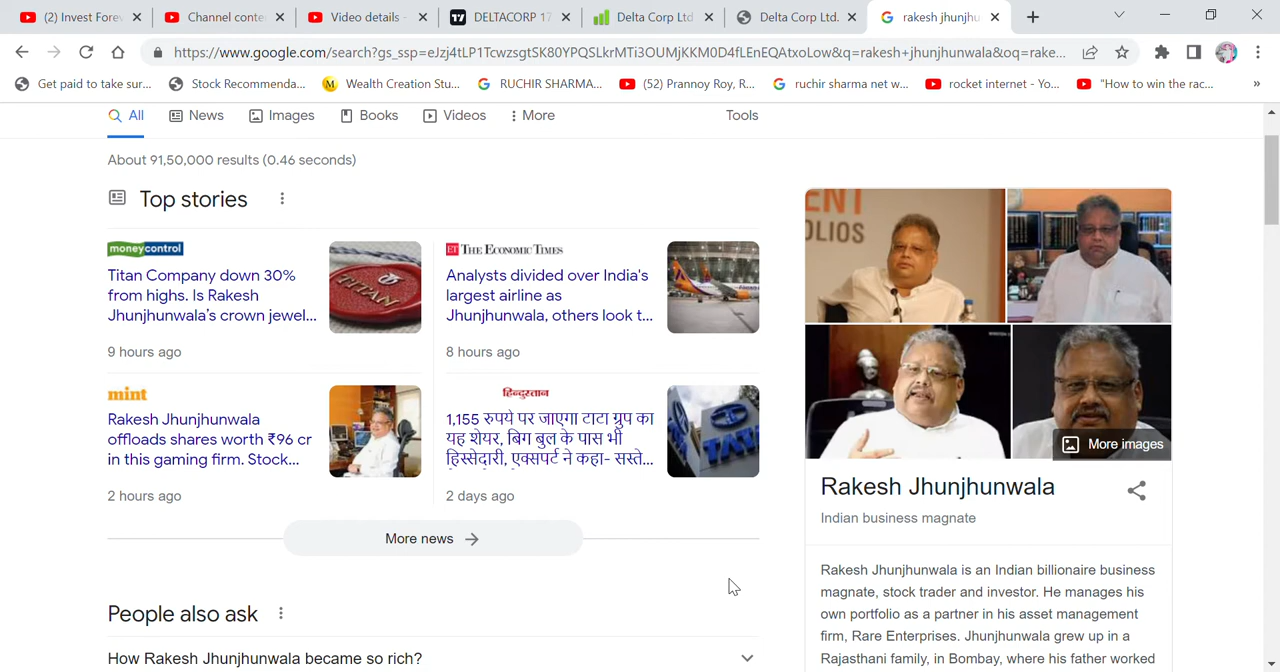 (2) Invest Forev
Channel conte
Video details -
DELTACORP 17
Delta Corp Ltd
Delta Corp Ltd.
rakesh jhunjhu
https://www.google.com/search?gs_ssp=eJzj4tLP1TcwzsgtSK80YPQSLkrMTi3OUMjKKM0D4fLEnEQAtxoLow&q=rakesh+jhunjhunwala&oq=rake...
Get paid to take sur...
Stock Recommenda...
Wealth Creation Stu...
RUCHIR SHARMA...
(52) Prannoy Roy, R...
ruchir sharma net w...
rocket internet - Yo...
"How to win the rac...
»
All
News
Images
Books
Videos
More
Tools
About 91,50,000 results (0.46 seconds)
Top stories
moneycontrol
Titan Company down 30%
from highs. Is Rakesh
Jhunjhunwala's crown jewel...
9 hours ago
TITAN
ET THE ECONOMIC TIMES
Analysts divided over India's
largest airline as
Jhunjhunwala, others look t...
8 hours ago
mint
Rakesh Jhunjhunwala
offloads shares worth ₹96 cr
in this gaming firm. Stock...
2 hours ago
हिन्दुस्तान
1,155 रुपये पर जाएगा टाटा ग्रुप का
यह शेयर, बिग बुल के पास भी
हिस्सेदारी, एक्सपर्ट ने कहा- सस्ते...
2 days ago
TATA
More news
People also ask
How Rakesh Jhunjhunwala became so rich?
ENT
OLIOS
More images
Rakesh Jhunjhunwala
Indian business magnate
Rakesh Jhunjhunwala is an Indian billionaire business
magnate, stock trader and investor. He manages his
own portfolio as a partner in his asset management
firm, Rare Enterprises. Jhunjhunwala grew up in a
Rajasthani family, in Bombay, where his father worked